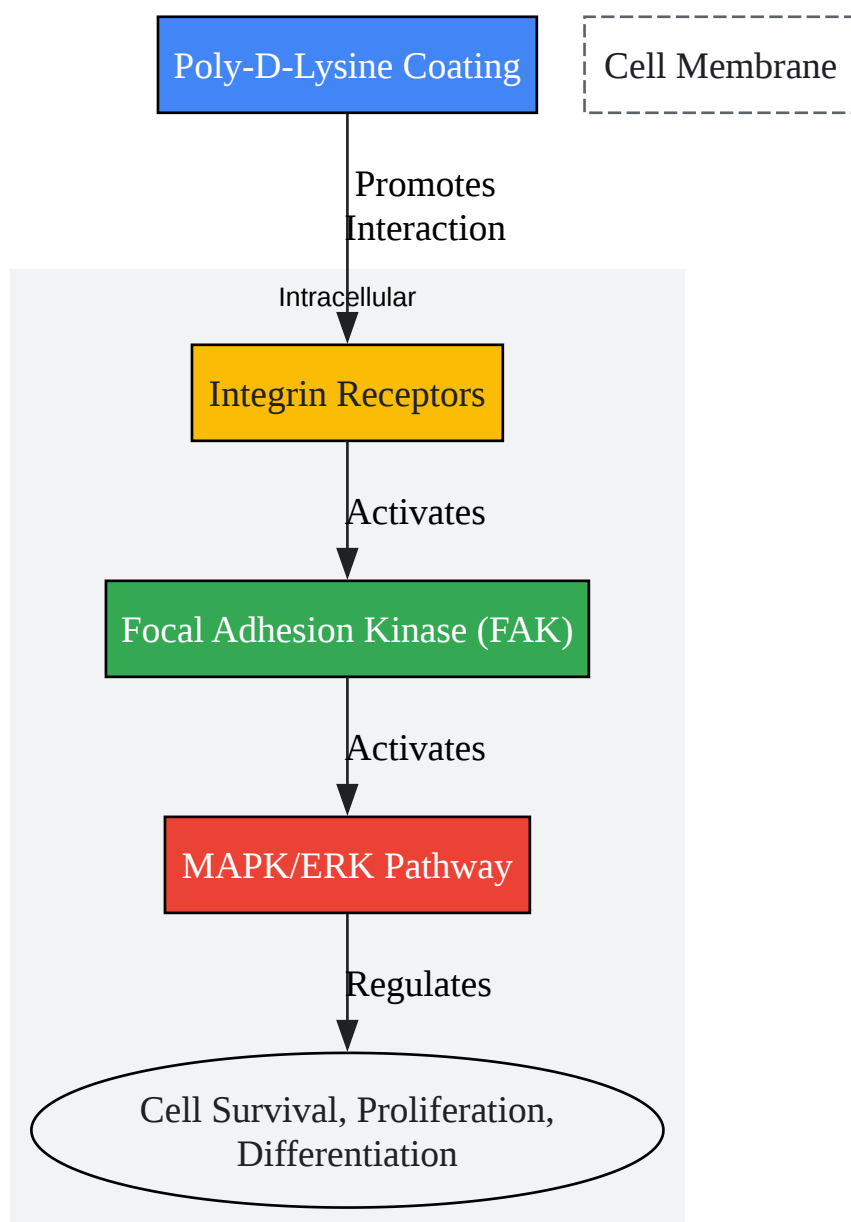 Poly-D-Lysine Coating
Cell Membrane
Promotes
Interaction
Intracellular
Integrin Receptors
Activates
Focal Adhesion Kinase (FAK)
Activates
MAPK/ERK Pathway
Regulates
Cell Survival, Proliferation,
Differentiation